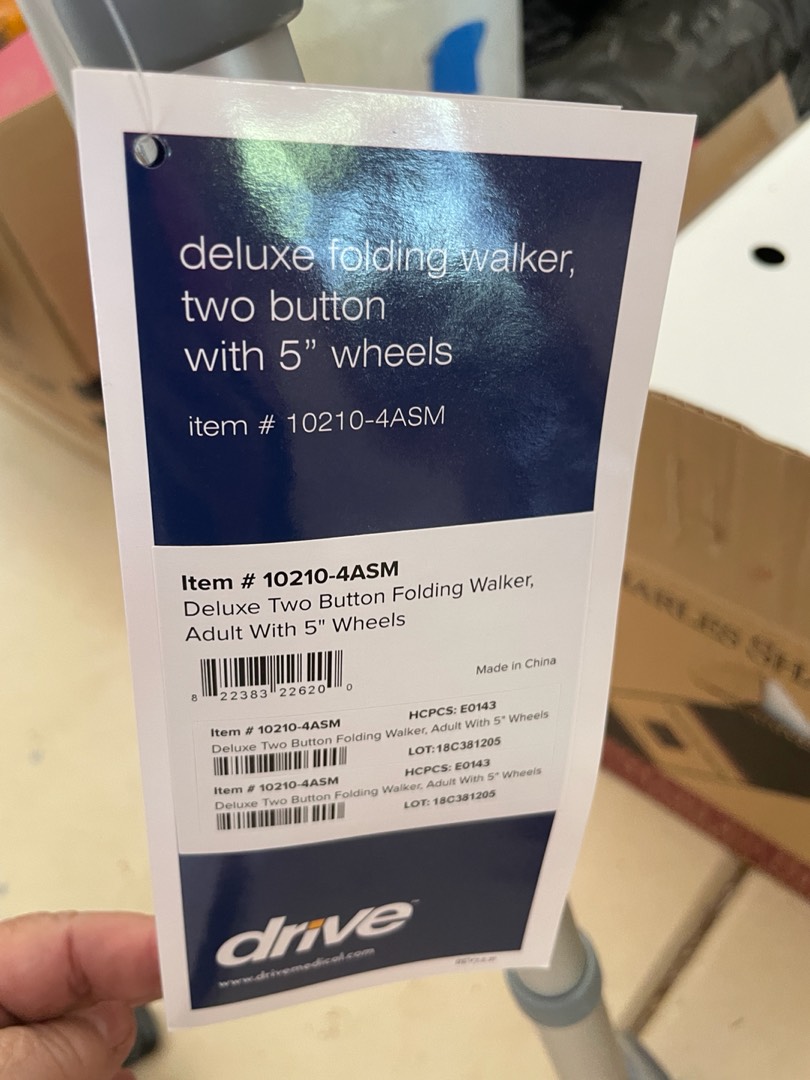 deluxe folding walker,
two button
with 5” wheels
item # 10210-4ASM
Item # 10210-4ASM
Deluxe Two Button Folding Walker,
Adult With 5" Wheels
8 22383 22620 0
Made in China
Item # 10210-4ASM HCPCS: E0143
Deluxe Two Button Folding Walker, Adult With 5" Wheels
LOT:18C381205
Item # 10210-4ASM HCPCS: E0143
Deluxe Two Button Folding Walker, Adult With 5" Wheels
LOT: 18C381205
drive
www.drivemedical.com